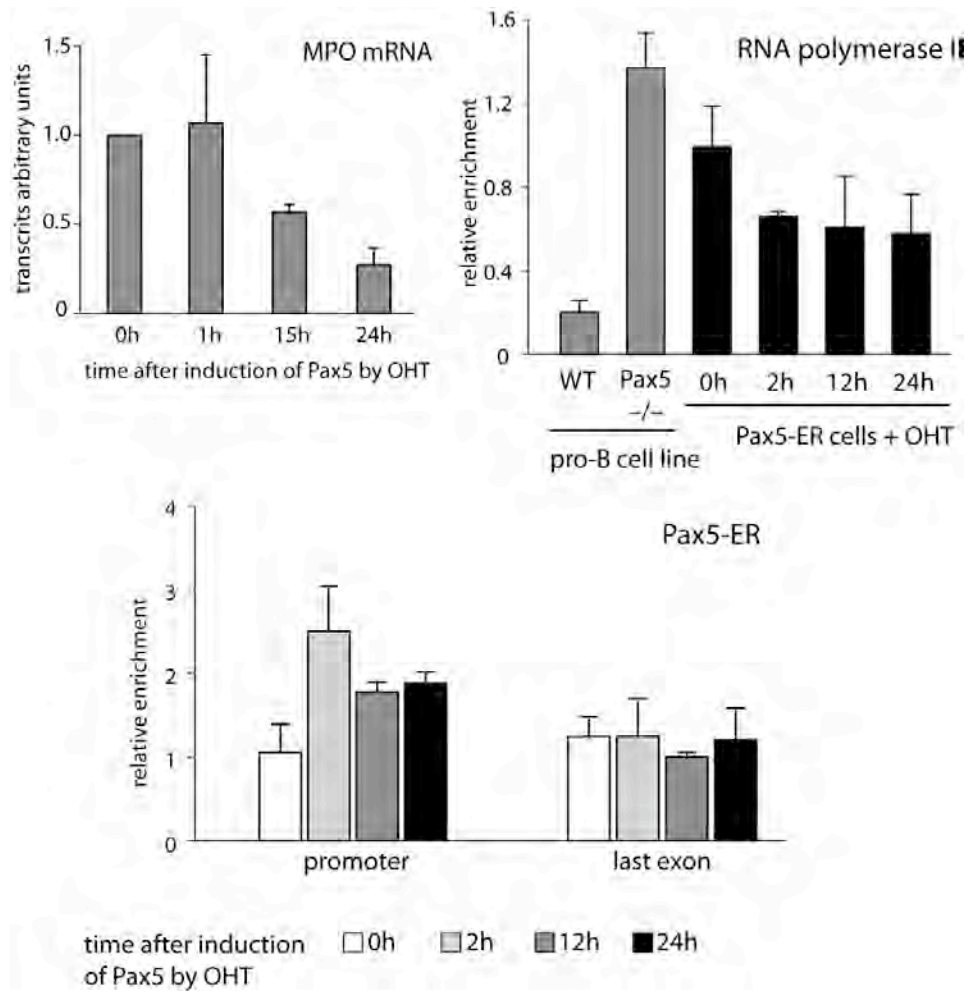 MPO mRNA
transcrits arbitrary units
1.5
1.0
0.5
0
0h 1h 15h 24h
time after induction of Pax5 by OHT
RNA polymerase II
relative enrichment
1.6
1.2
0.8
0.4
0
WT Pax5 0h 2h 12h 24h
–/–
pro-B cell line
Pax5-ER cells + OHT
Pax5-ER
relative enrichment
4
3
2
1
0
promoter last exon
time after induction 0h 2h 12h 24h
of Pax5 by OHT